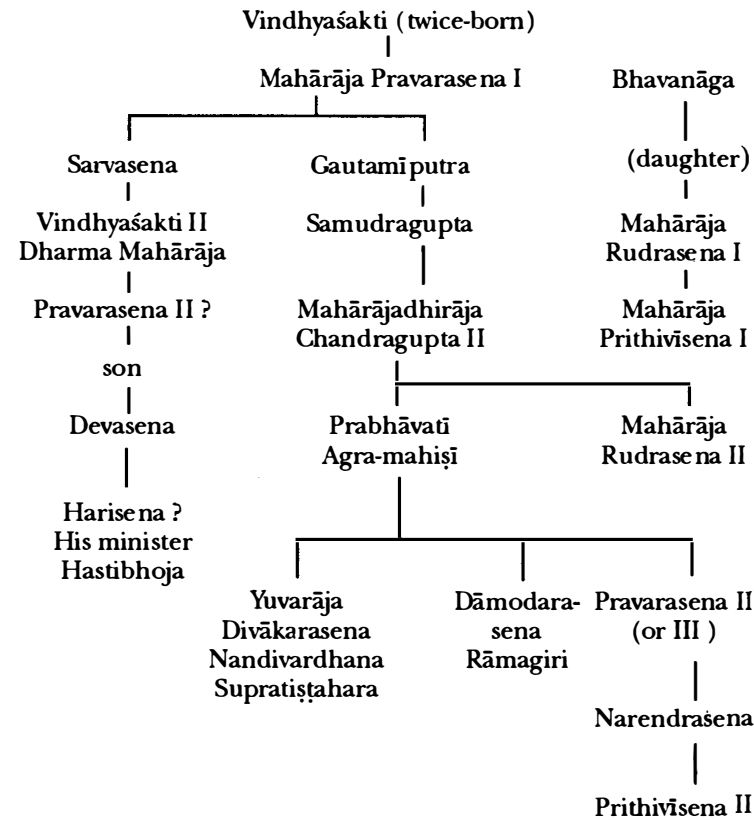 Vindhyaśakti (twice-born)
Mahārāja Pravarasena I
Bhavanāga
Sarvasena
Gautamīputra
(daughter)
Vindhyaśakti II
Dharma Mahārāja
Samudragupta
Mahārāja
Rudrasena I
Pravarasena II ?
Mahārājadhirāja
Chandragupta II
Mahārāja
Prithivīsena I
son
Devasena
Prabhāvatī
Agra-mahiṣī
Mahārāja
Rudrasena II
Harisena ?
His minister
Hastibhoja
Yuvarāja
Divākarasena
Nandivardhana
Supratiṣṭahara
Dāmodara-
sena
Rāmagiri
Pravarasena II
(or III )
Narendrasena
Prithivīsena II